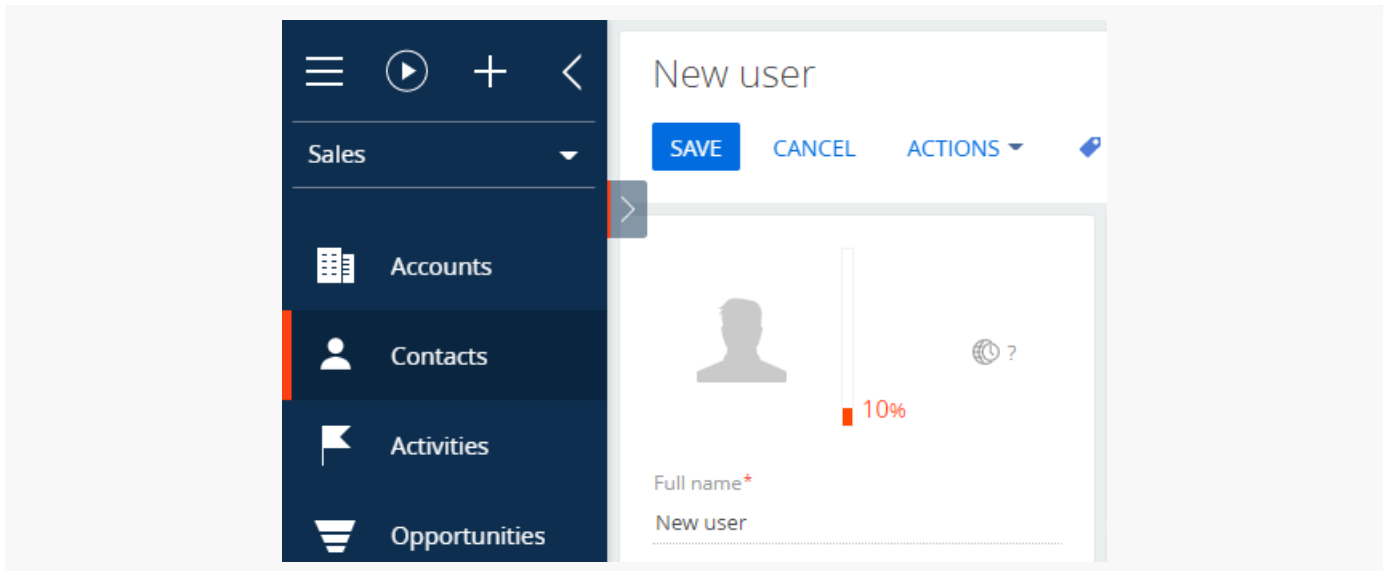 New user
Sales
SAVE CANCEL ACTIONS
Accounts
Contacts
? 
10%
Activities
Full name*
New user
Opportunities